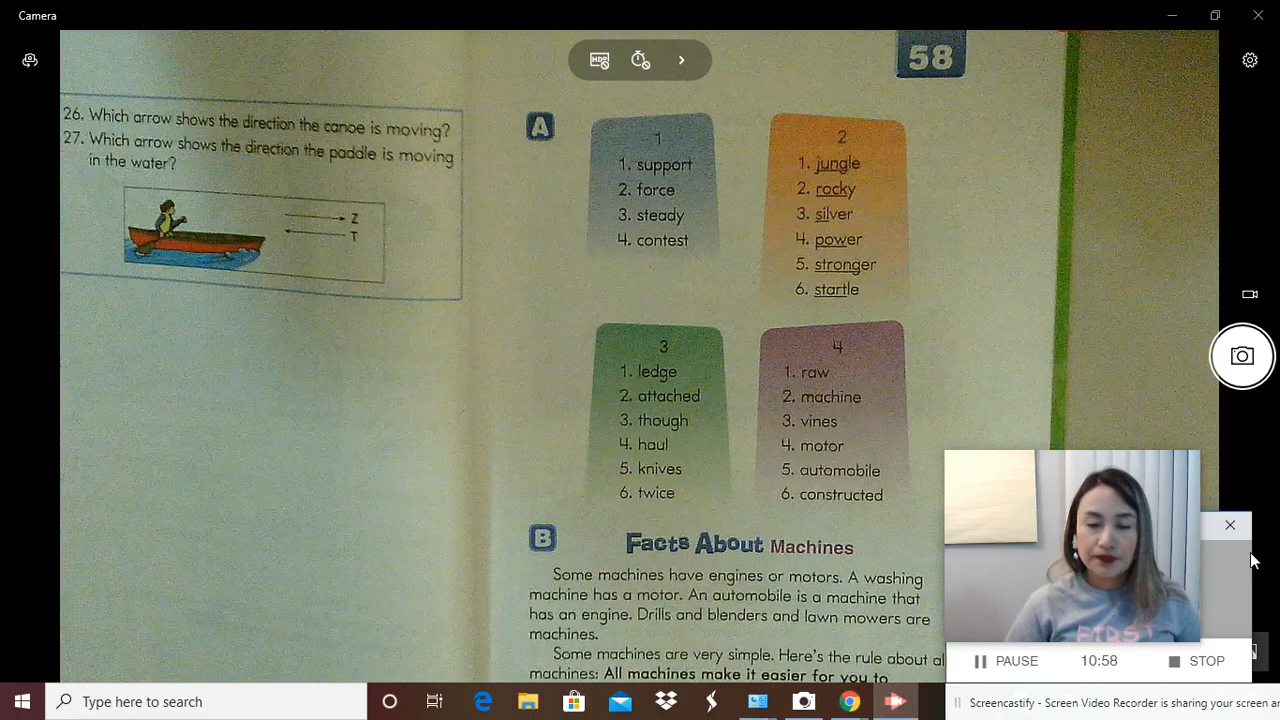 Camera
58
26. Which arrow shows the direction the canoe is moving?
27. Which arrow shows the direction the paddle is moving
in the water?
Z
T
A
1
1. support
2. force
3. steady
4. contest
2
1. jungle
2. rocky
3. silver
4. power
5. stronger
6. startle
3
1. ledge
2. attached
3. though
4. haul
5. knives
6. twice
4
1. raw
2. machine
3. vines
4. motor
5. automobile
6. constructed
B
Facts About Machines
Some machines have engines or motors. A washing
machine has a motor. An automobile is a machine that
has an engine. Drills and blenders and lawn mowers are
machines.
Some machines are very simple. Here's the rule about al
machines: All machines make it easier for you to
FIRST
PAUSE 10:58 STOP
Type here to search
Screencastify - Screen Video Recorder is sharing your screen a